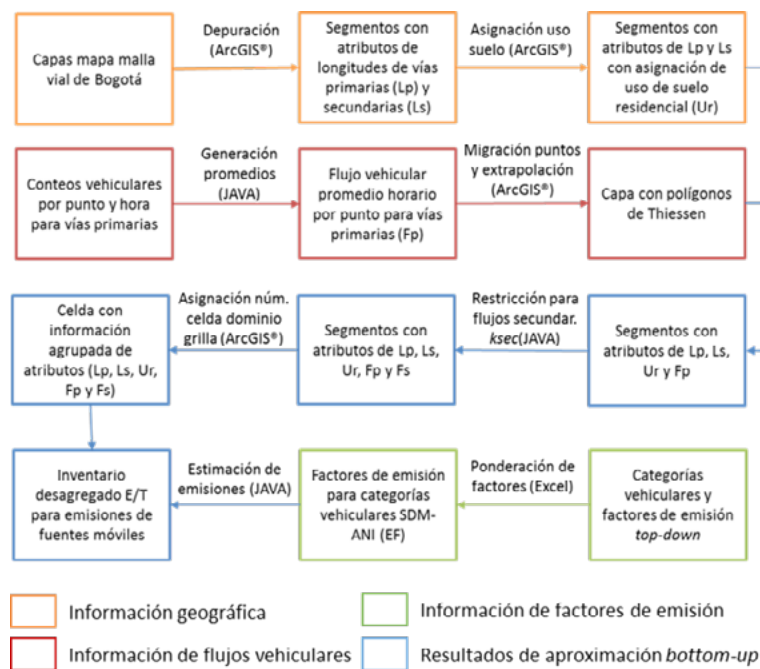 Capas mapa malla
vial de Bogotá
Depuración
(ArcGIS®)
Segmentos con
atributos de
longitudes de vías
primarias (Lp) y
secundarias (Ls)
Asignación uso
suelo (ArcGIS®)
Segmentos con
atributos de Lp y Ls
con asignación de
uso de suelo
residencial (Ur)
Conteos vehiculares
por punto y hora
para vías primarias
Generación
promedios
(JAVA)
Flujo vehicular
promedio horario
por punto para vías
primarias (Fp)
Migración puntos
y extrapolación
(ArcGIS®)
Capa con polígonos
de Thiessen
Celda con
información
agrupada de
atributos (Lp, Ls, Ur,
Fp y Fs)
Asignación núm.
celda dominio
grilla (ArcGIS®)
Segmentos con
atributos de Lp, Ls,
Ur, Fp y Fs
Restricción para
flujos secundar.
ksec(JAVA)
Segmentos con
atributos de Lp, Ls,
Ur y Fp
Inventario
desagregado E/T
para emisiones de
fuentes móviles
Estimación de
emisiones (JAVA)
Factores de emisión
para categorías
vehiculares SDM-
ANI (EF)
Ponderación de
factores (Excel)
Categorías
vehiculares y
factores de emisión
top-down
Información geográfica
Información de factores de emisión
Información de flujos vehiculares
Resultados de aproximación bottom-up